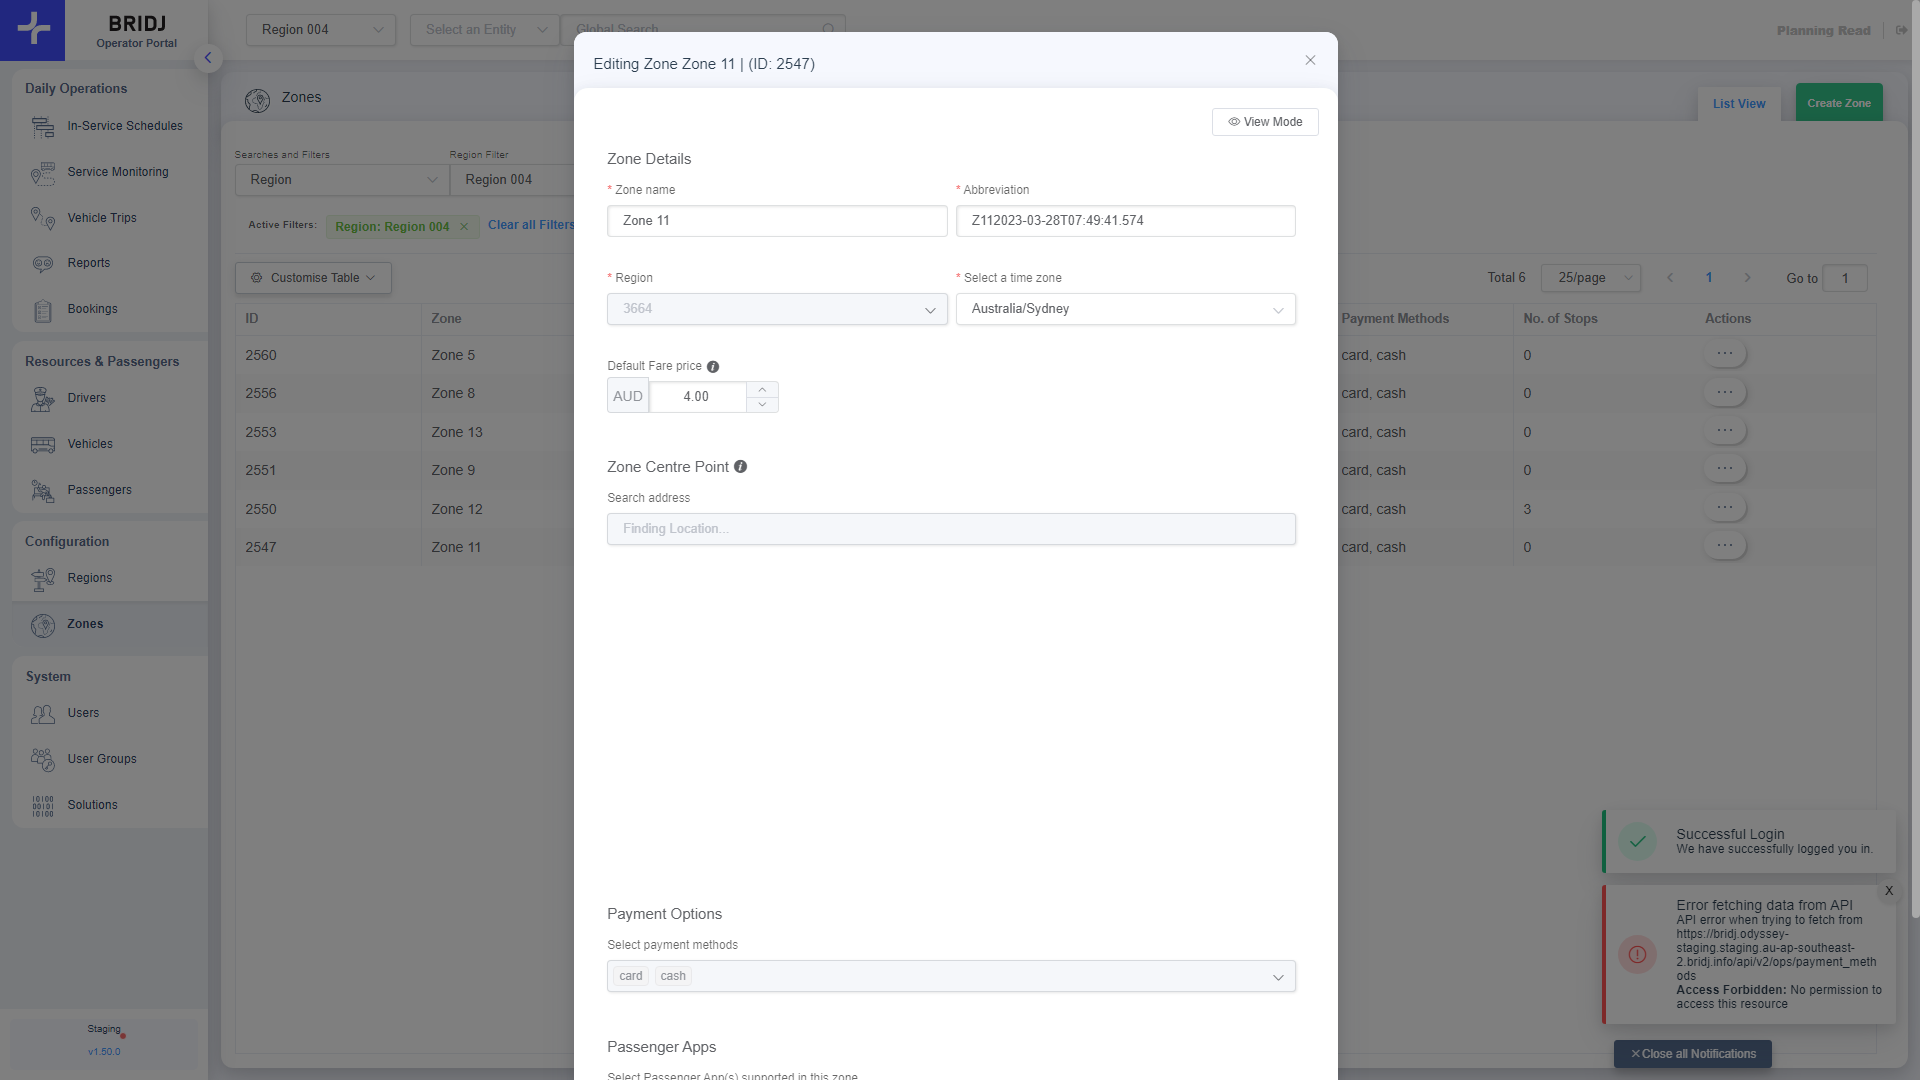 BRIDJ
Operator Portal
Region 004
Select an Entity
Global Search
Planning Read
Daily Operations
In-Service Schedules
Service Monitoring
Vehicle Trips
Reports
Bookings
Resources & Passengers
Drivers
Vehicles
Passengers
Configuration
Regions
Zones
System
Users
User Groups
Solutions
Staging
v1.50.0
Zones
List View
Create Zone
Searches and Filters
Region
Region Filter
Region 004
Active Filters:
Region: Region 004
Clear all Filters
Customise Table
Total 6
25/page
1
Go to
1
ID Zone Payment Methods No. of Stops Actions
2560 Zone 5 card, cash 0
2556 Zone 8 card, cash 0
2553 Zone 13 card, cash 0
2551 Zone 9 card, cash 0
2550 Zone 12 card, cash 3
2547 Zone 11 card, cash 0
Editing Zone Zone 11 | (ID: 2547)
View Mode
Zone Details
* Zone name
Zone 11
* Abbreviation
Z112023-03-28T07:49:41.574
* Region
3664
* Select a time zone
Australia/Sydney
Default Fare price
AUD
4.00
Zone Centre Point
Search address
Finding Location...
Payment Options
Select payment methods
card
cash
Passenger Apps
Select Passenger App(s) supported in this zone
Successful Login
We have successfully logged you in.
X
Error fetching data from API
API error when trying to fetch from
https://bridj.odyssey-
staging.staging.au-ap-southeast-
2.bridj.info/api/v2/ops/payment_meth
ods
Access Forbidden: No permission to
access this resource
Close all Notifications